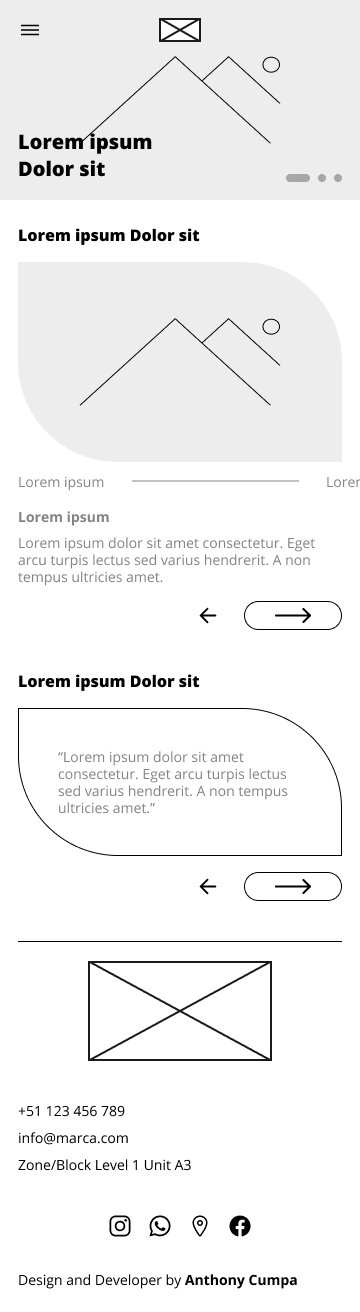 Lorem ipsum
Dolor sit
Lorem ipsum Dolor sit
Lorem ipsum
Lorem ipsum
Lorem ipsum dolor sit amet consectetur. Eget
arcu turpis lectus sed varius hendrerit. A non
tempus ultricies amet.
Lorem ipsum Dolor sit
“Lorem ipsum dolor sit amet
consectetur. Eget arcu turpis lectus
sed varius hendrerit. A non tempus
ultricies amet.”
+51 123 456 789
info@marca.com
Zone/Block Level 1 Unit A3
Design and Developer by Anthony Cumpa